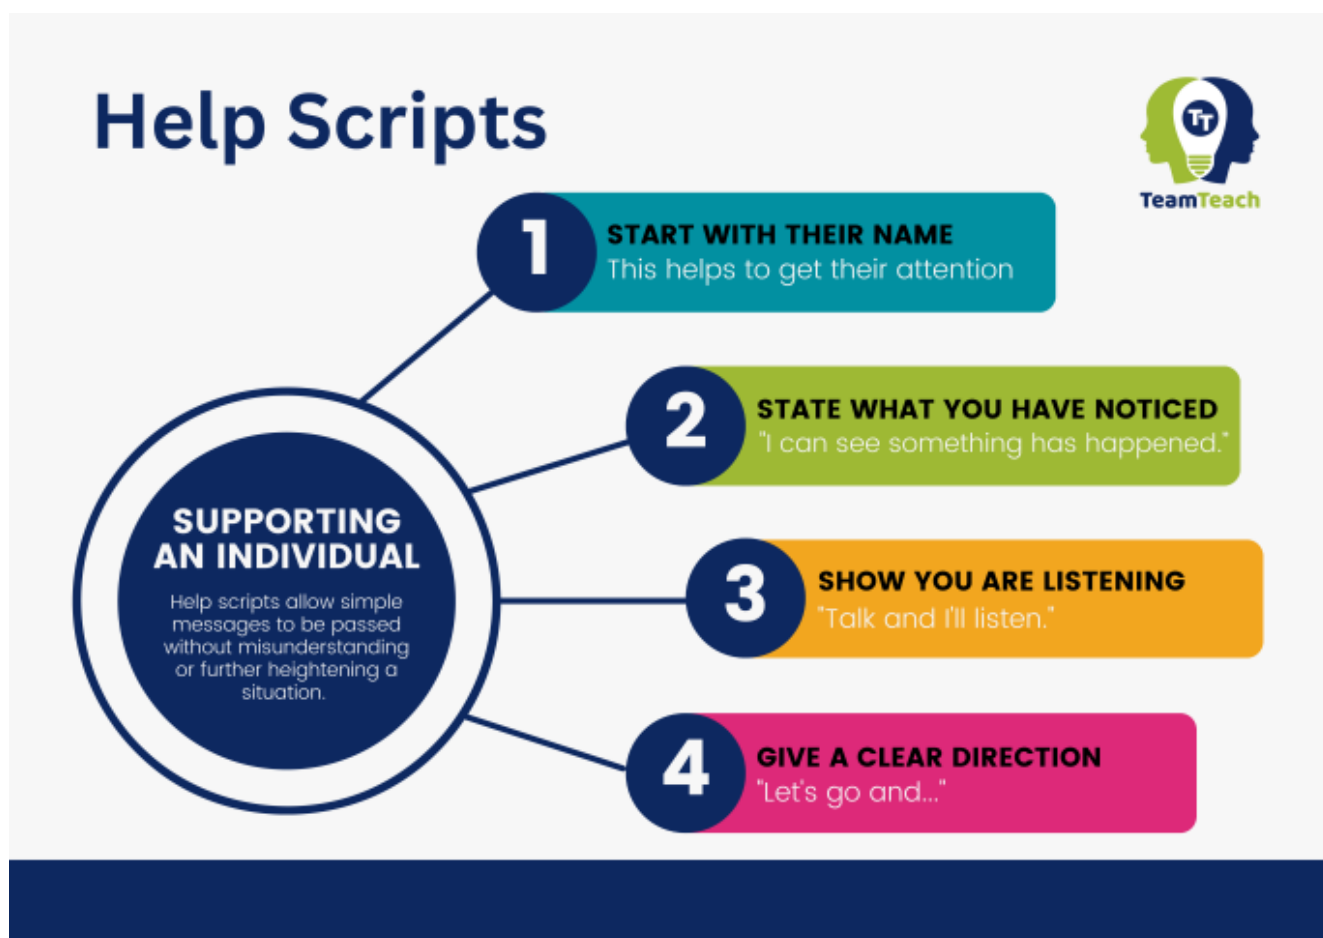 Help Scripts
TT
TeamTeach
1
START WITH THEIR NAME
This helps to get their attention
2
STATE WHAT YOU HAVE NOTICED
"I can see something has happened."
SUPPORTING
AN INDIVIDUAL
Help scripts allow simple
messages to be passed
without misunderstanding
or further heightening a
situation.
3
SHOW YOU ARE LISTENING
"Talk and I'll listen."
4
GIVE A CLEAR DIRECTION
"Let's go and..."